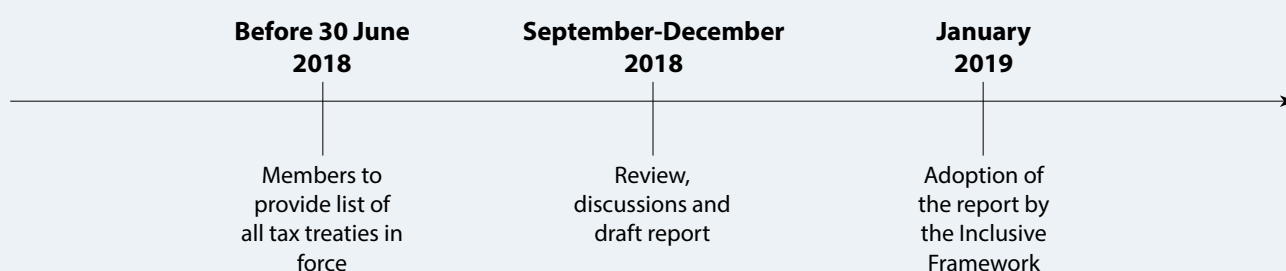 Before 30 June
2018
September-December
2018
January
2019
Members to
provide list of
all tax treaties in
force
Review,
discussions and
draft report
Adoption of
the report by
the Inclusive
Framework